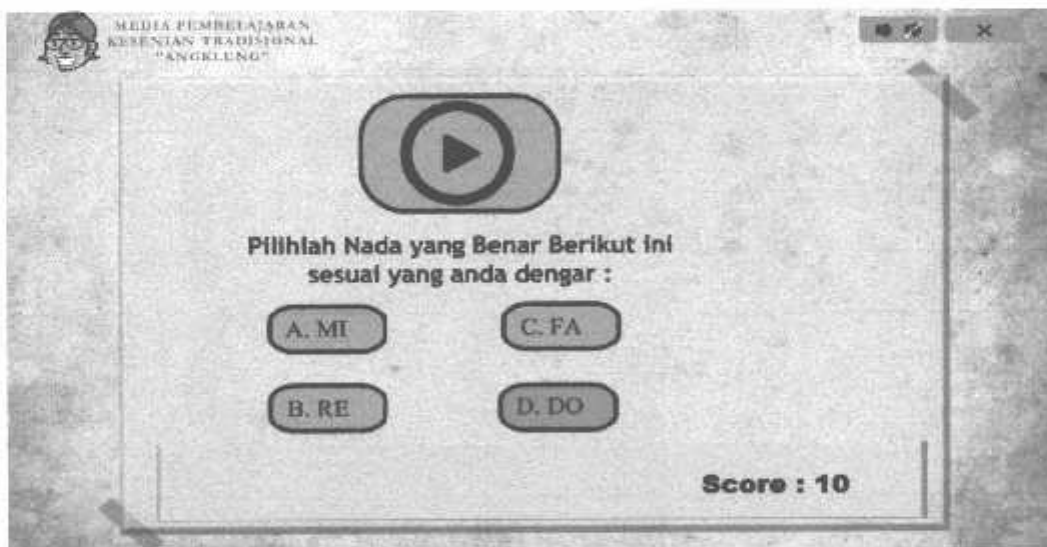 MEDIA PEMBELAJARAN
KESENIAN TRADISIONAL
"ANGKLUNG"
Pilihlah Nada yang Benar Berikut ini
sesuai yang anda dengar :
A. MI
C. FA
B. RE
D. DO
Score : 10